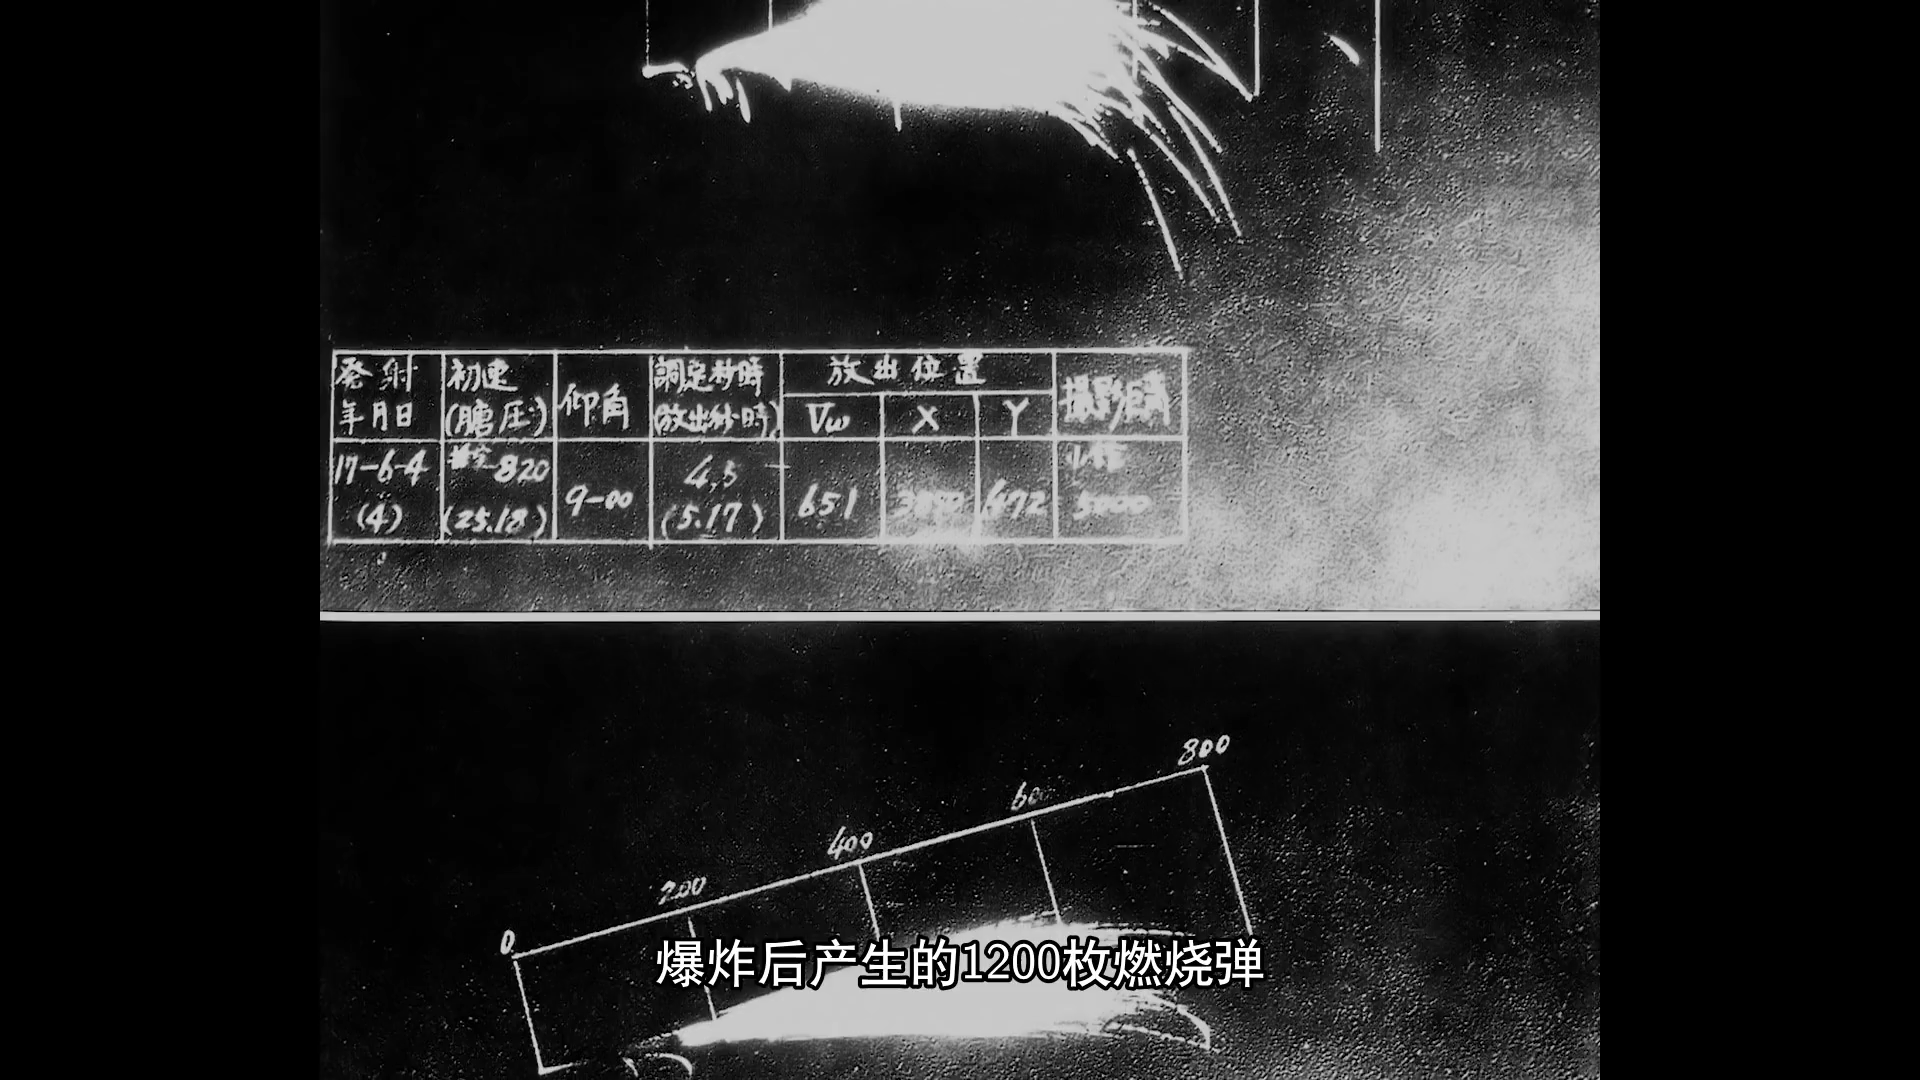 発射
年月日
初速
(膅圧)
仰角
調定秒時
(放出秒時)
放出位置
Vω
X
Y
撮影距離
17-6-4
(4)
820
(25.18)
9-00
4.5
(5.17)
651
472
5000
800
400
200
0
爆炸后产生的1200枚燃烧弹